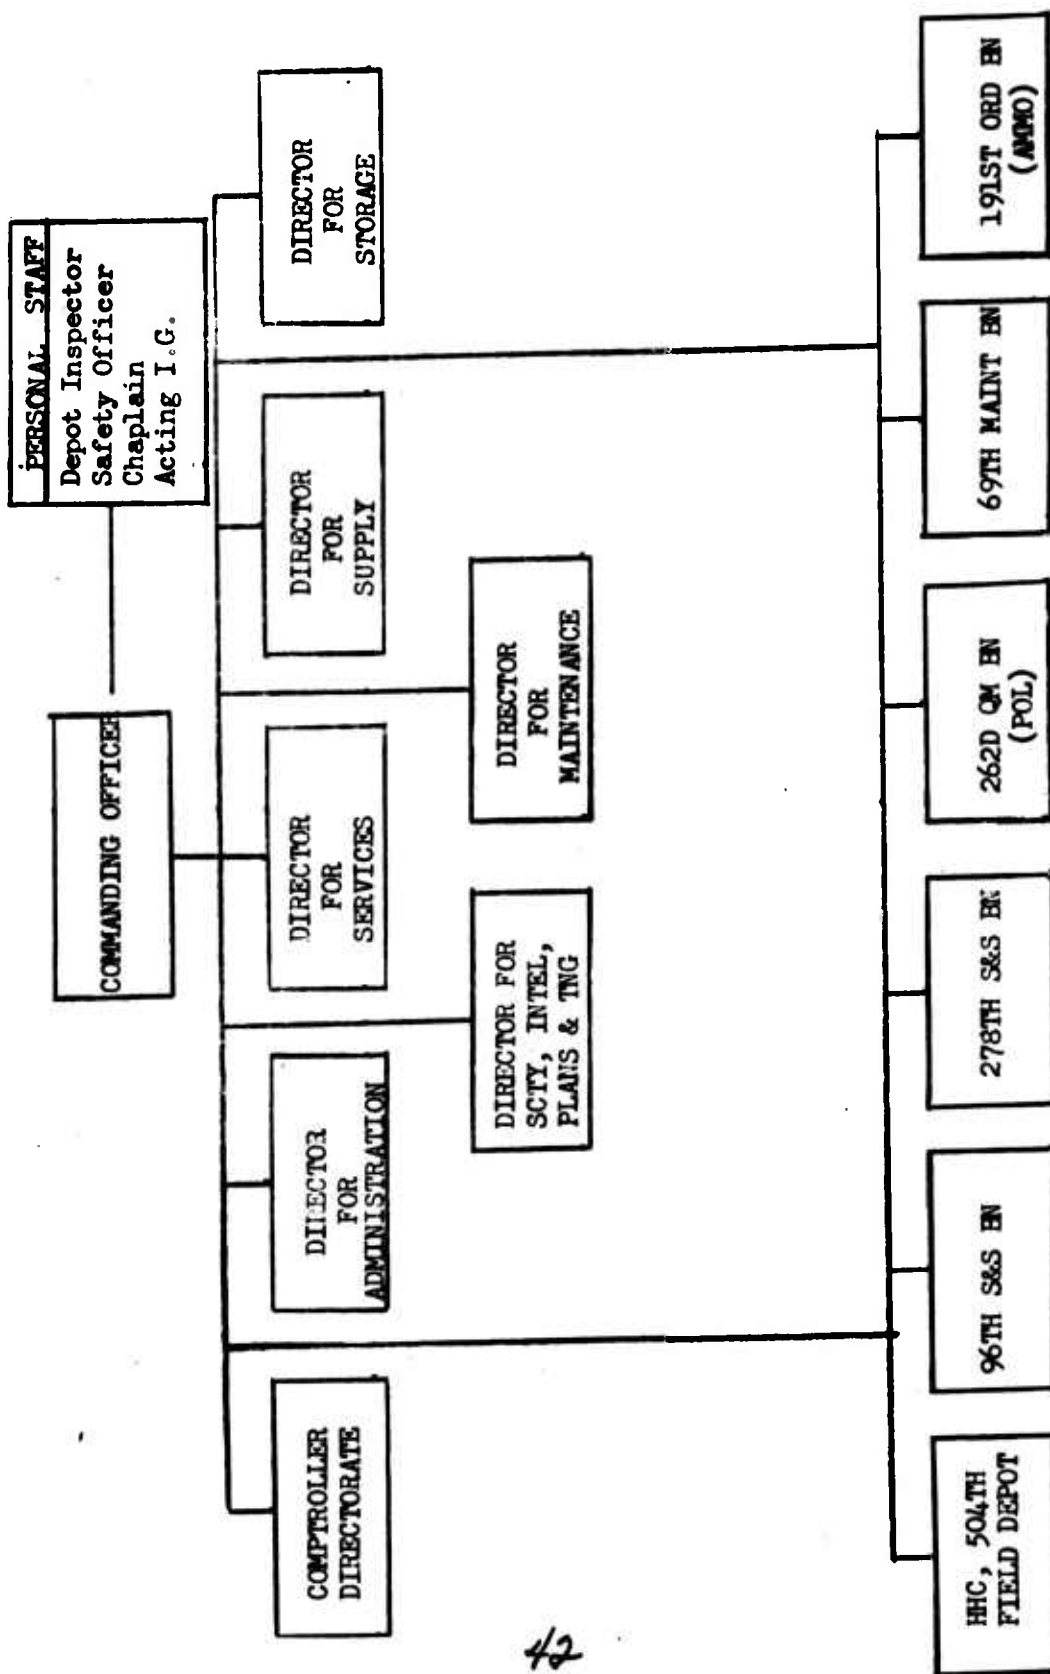 PERSONAL STAFF
Depot Inspector
Safety Officer
Chaplain
Acting I.G.
COMMANDING OFFICER
COMPTROLLER
DIRECTORATE
DIRECTOR
FOR
ADMINISTRATION
DIRECTOR
FOR
SERVICES
DIRECTOR
FOR
SUPPLY
DIRECTOR
FOR
STORAGE
DIRECTOR FOR
SCTY, INTEL,
PLANS & TNG
DIRECTOR
FOR
MAINTENANCE
HHC, 504TH
FIELD DEPOT
96TH S&S BN
278TH S&S BN
262D QM BN
(POL)
69TH MAINT BN
191ST ORD BN
(AMMO)
42